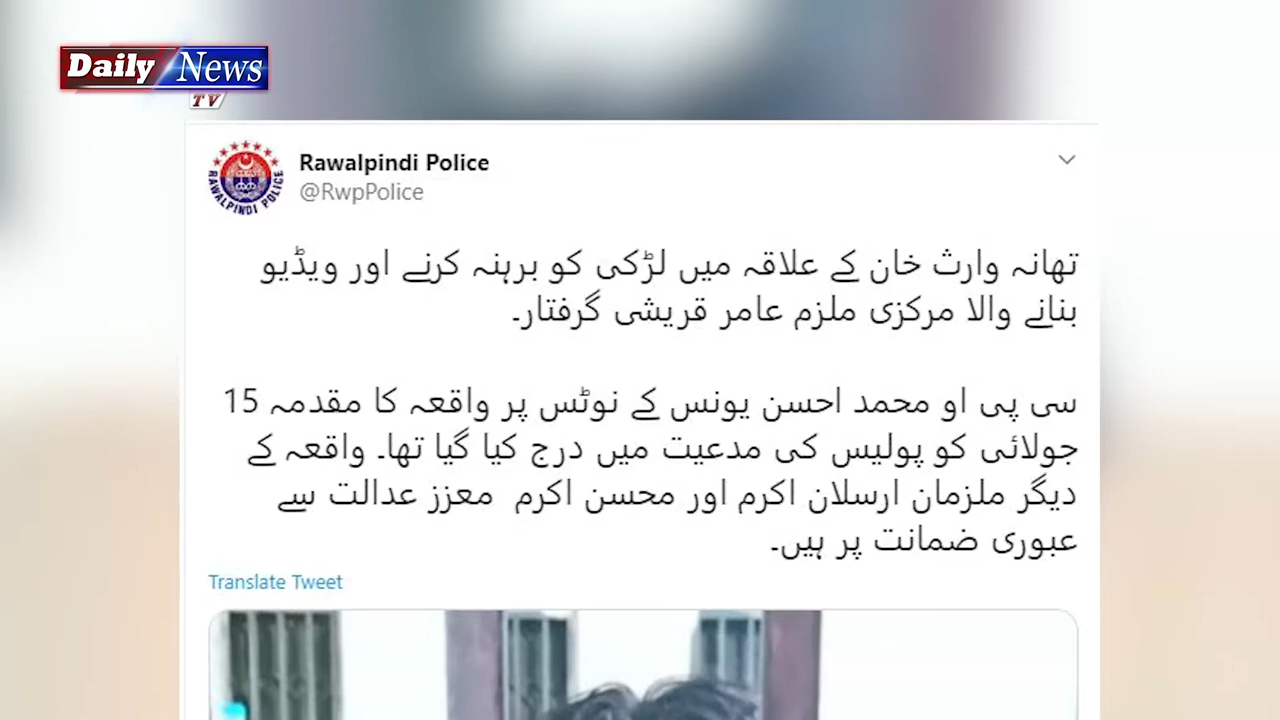 Daily News
TV
Rawalpindi Police
@RwpPolice
RAWALPINDI POLICE
تھانہ وارث خان کے علاقہ میں لڑکی کو برہنہ کرنے اور ویڈیو
بنانے والا مرکزی ملزم عامر قریشی گرفتار۔
سی پی او محمد احسن یونس کے نوٹس پر واقعہ کا مقدمہ 15
جولائی کو پولیس کی مدعیت میں درج کیا گیا تھا۔ واقعہ کے
دیگر ملزمان ارسلان اکرم اور محسن اکرم معزز عدالت سے
عبوری ضمانت پر ہیں۔
Translate Tweet